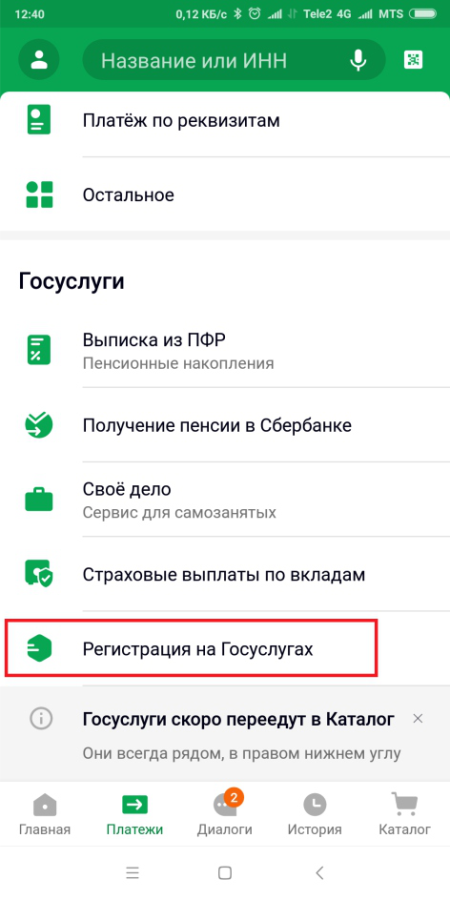 12:40
0,12 КБ/с
Tele2 4G
MTS
Название или ИНН
Платёж по реквизитам
Остальное
Госуслуги
Выписка из ПФР
Пенсионные накопления
Получение пенсии в Сбербанке
Своё дело
Сервис для самозанятых
Страховые выплаты по вкладам
Регистрация на Госуслугах
Госуслуги скоро переедут в Каталог
Они всегда рядом, в правом нижнем углу
2
Главная
Платежи
Диалоги
История
Каталог